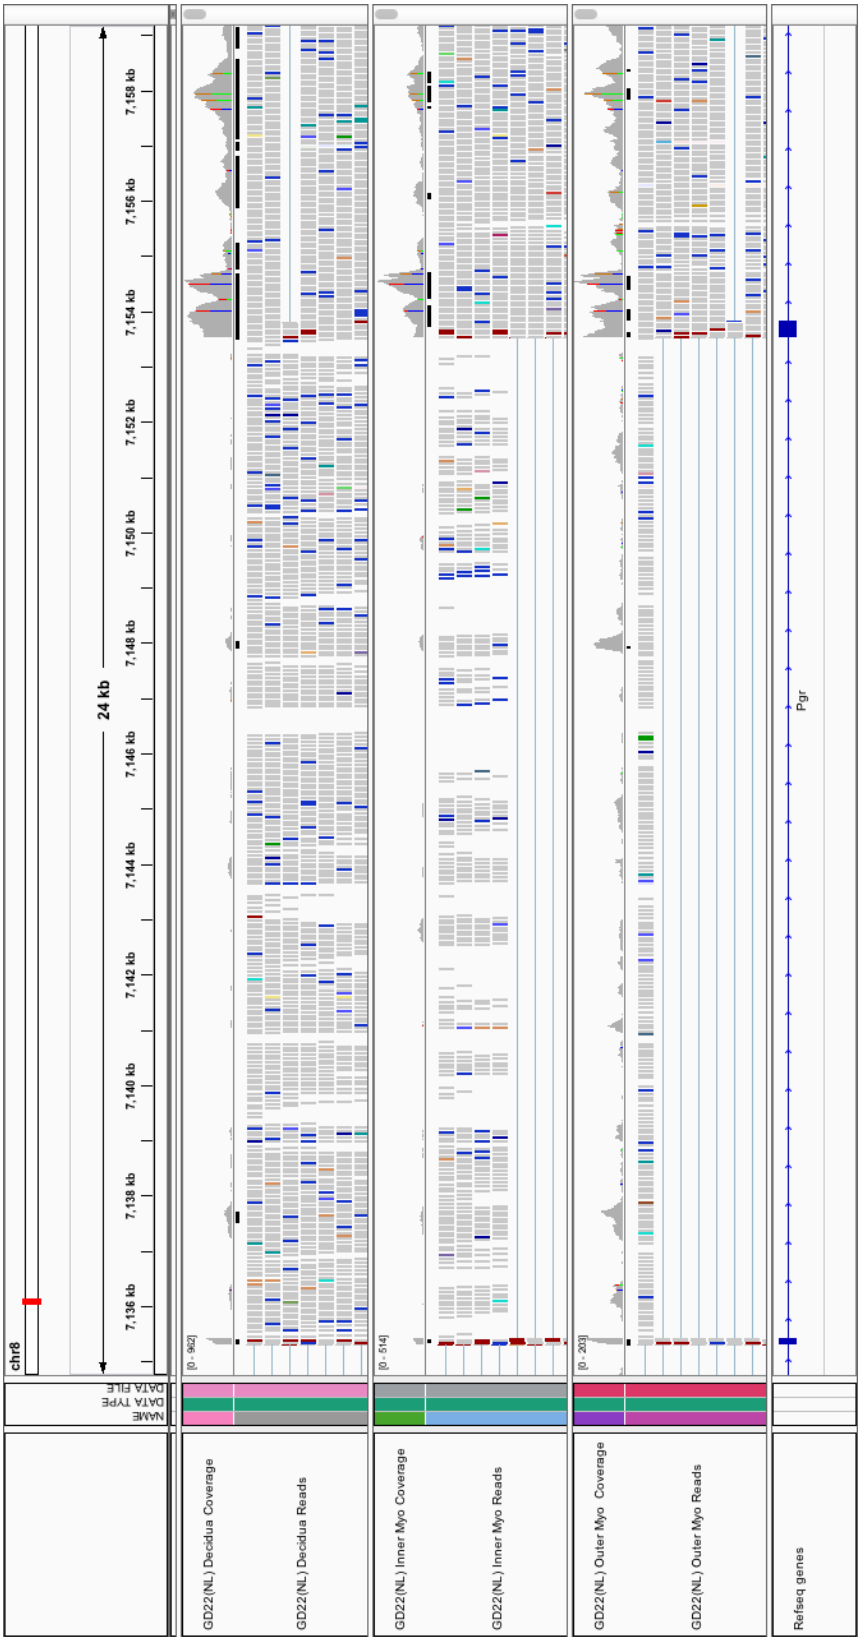 NAME
DATA TYPE
DATA FILE
chr8
24 kb
7,136 kb
7,138 kb
7,140 kb
7,142 kb
7,144 kb
7,146 kb
7,148 kb
7,150 kb
7,152 kb
7,154 kb
7,156 kb
7,158 kb
GD22(NL) Decidua Coverage
[0 - 962]
GD22(NL) Decidua Reads
GD22(NL) Inner Myo Coverage
[0 - 514]
GD22(NL) Inner Myo Reads
GD22(NL) Outer Myo Coverage
[0 - 203]
GD22(NL) Outer Myo Reads
Refseq genes
Pgr